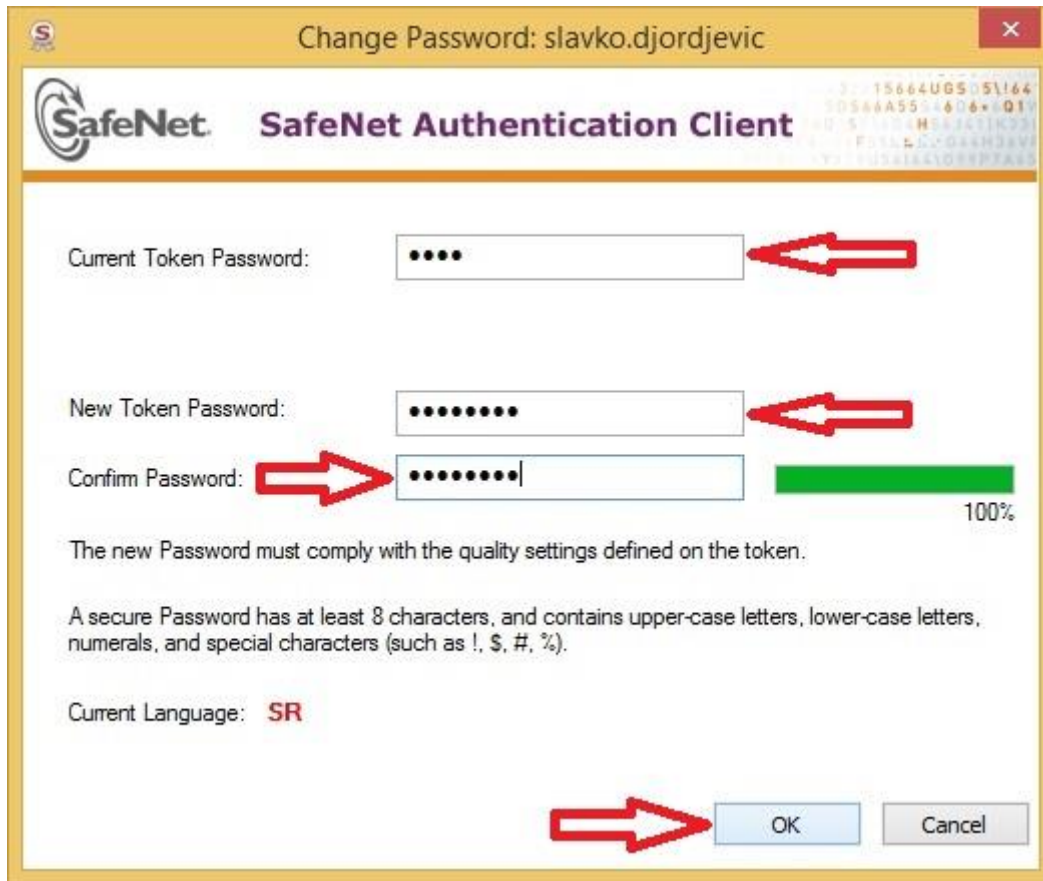 Change Password: slavko.djordjevic
SafeNet. SafeNet Authentication Client
Current Token Password:
New Token Password:
Confirm Password:
100%
The new Password must comply with the quality settings defined on the token.
A secure Password has at least 8 characters, and contains upper-case letters, lower-case letters,
numerals, and special characters (such as !, $, #, %).
Current Language: SR
OK Cancel